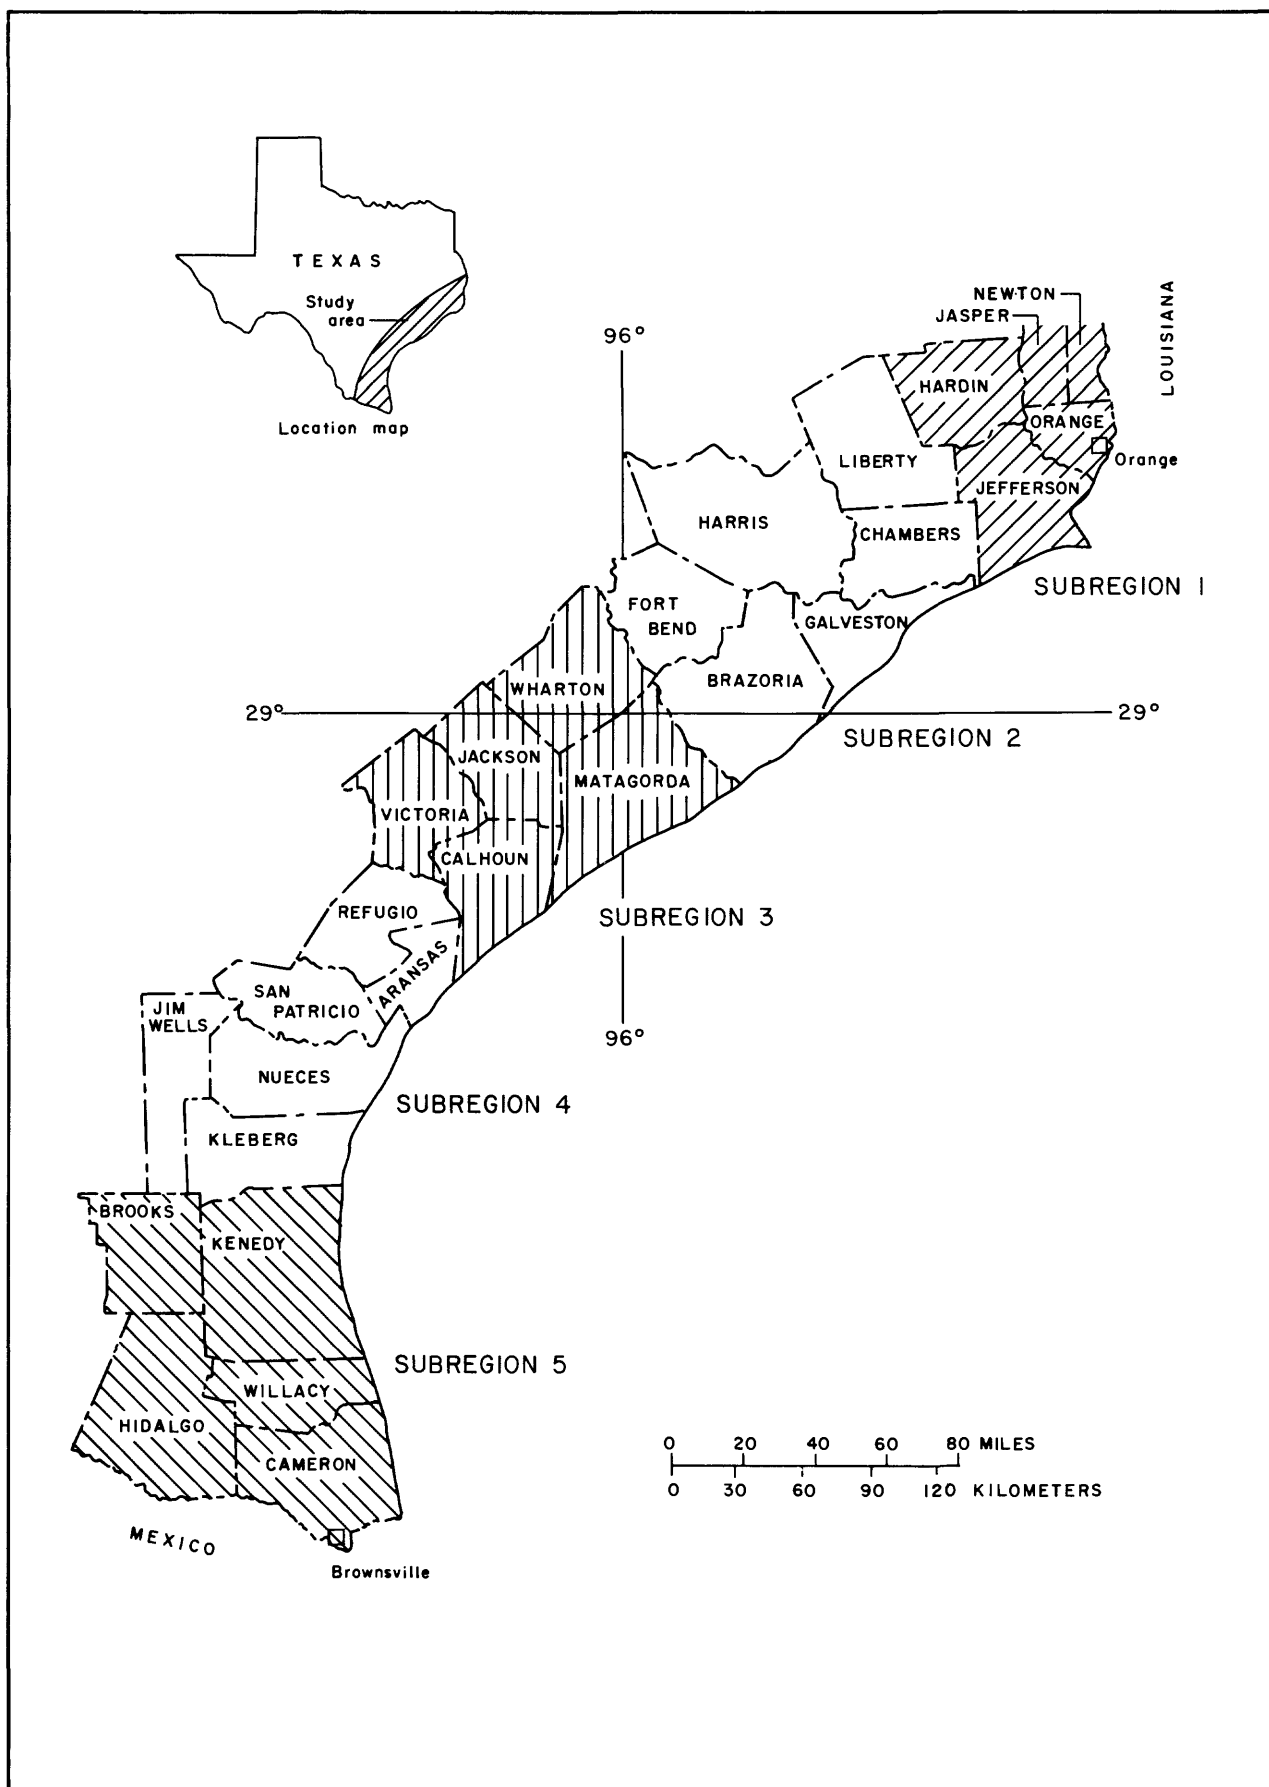 TEXAS
Study
area
Location map
NEWTON
JASPER
LOUISIANA
96°
HARDIN
ORANGE
Orange
LIBERTY
JEFFERSON
HARRIS
CHAMBERS
SUBREGION 1
FORT
BEND
GALVESTON
WHARTON
BRAZORIA
29°
29°
SUBREGION 2
JACKSON
MATAGORDA
VICTORIA
CALHOUN
REFUGIO
SUBREGION 3
ARANSAS
SAN
PATRICIO
JIM
WELLS
96°
NUECES
SUBREGION 4
KLEBERG
BROOKS
KENEDY
SUBREGION 5
WILLACY
HIDALGO
CAMERON
0 20 40 60 80 MILES
0 30 60 90 120 KILOMETERS
MEXICO
Brownsville